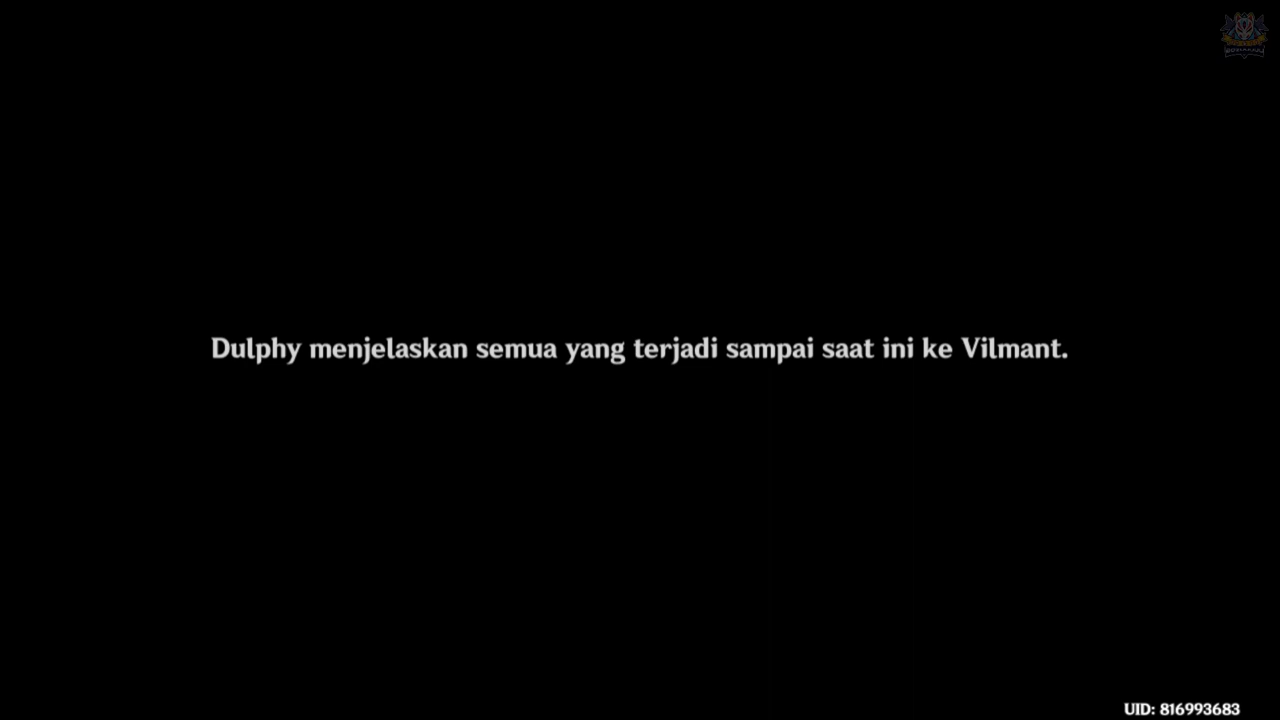 Dulphy menjelaskan semua yang terjadi sampai saat ini ke Vilmant.
UID: 816993683